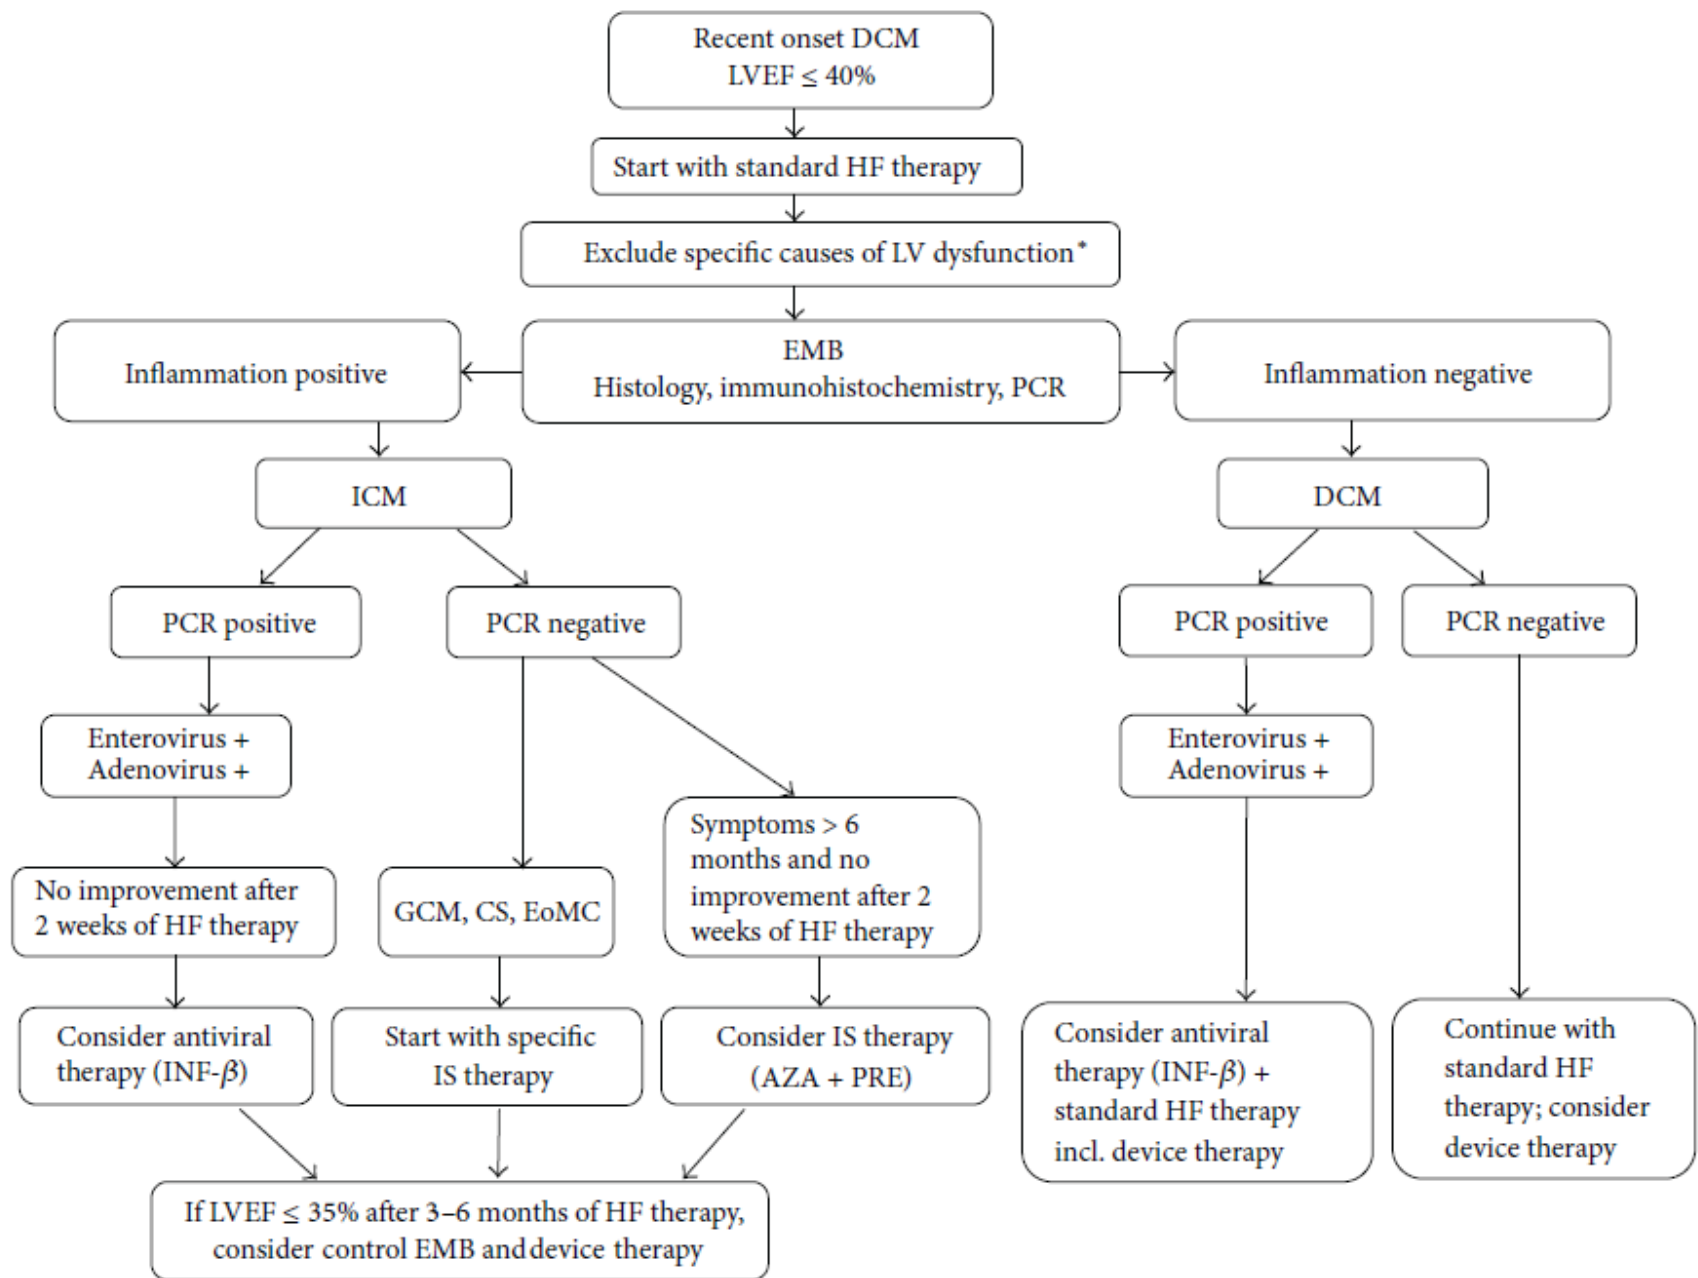 Recent onset DCM
LVEF ≤ 40%
Start with standard HF therapy
Exclude specific causes of LV dysfunction*
Inflammation positive
EMB
Histology, immunohistochemistry, PCR
Inflammation negative
ICM
DCM
PCR positive
PCR negative
PCR positive
PCR negative
Enterovirus +
Adenovirus +
Enterovirus +
Adenovirus +
No improvement after
2 weeks of HF therapy
GCM, CS, EoMC
Symptoms > 6
months and no
improvement after 2
weeks of HF therapy
Consider antiviral
therapy (INF-β)
Start with specific
IS therapy
Consider IS therapy
(AZA + PRE)
Consider antiviral
therapy (INF-β) +
standard HF therapy
incl. device therapy
Continue with
standard HF
therapy; consider
device therapy
If LVEF ≤ 35% after 3–6 months of HF therapy,
consider control EMB and device therapy